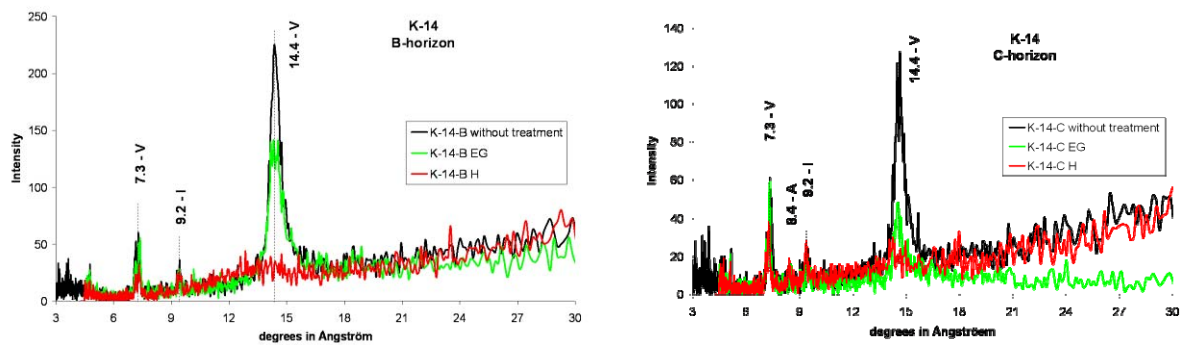 K-14
B-horizon
250
200
150
100
50
0
Intensity
7.3 - V
9.2 - I
14.4 - V
K-14-B without treatment
K-14-B EG
K-14-B H
3 6 9 12 15 18 21 24 27 30
degrees in Angström
K-14
C-horizon
140
120
100
80
60
40
20
0
Intensity
7.3 - V
8.4 - A
9.2 - I
14.4 - V
K-14-C without treatment
K-14-C EG
K-14-C H
3 6 9 12 15 18 21 24 27 30
degrees in Angströem